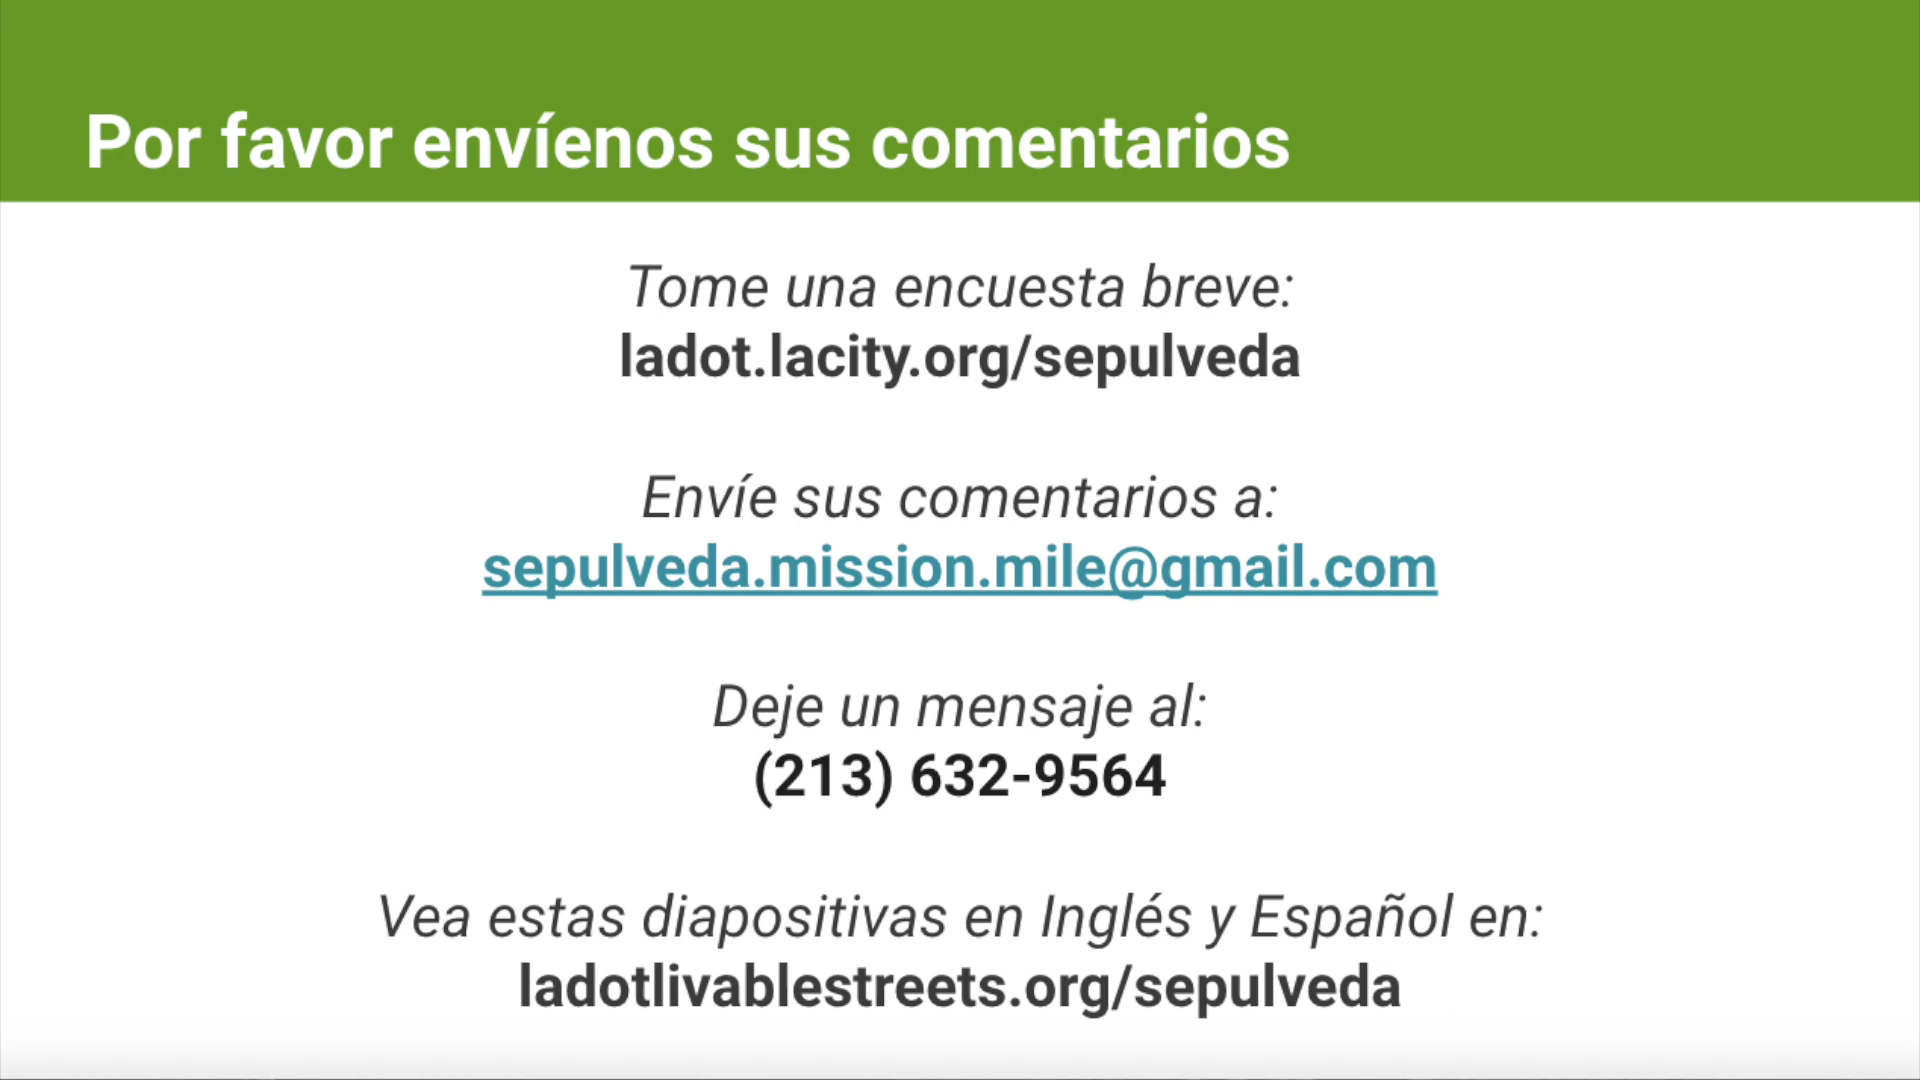 Por favor envíenos sus comentarios
Tome una encuesta breve:
ladot.lacity.org/sepulveda
Envíe sus comentarios a:
sepulveda.mission.mile@gmail.com
Deje un mensaje al:
(213) 632-9564
Vea estas diapositivas en Inglés y Español en:
ladotlivablestreets.org/sepulveda